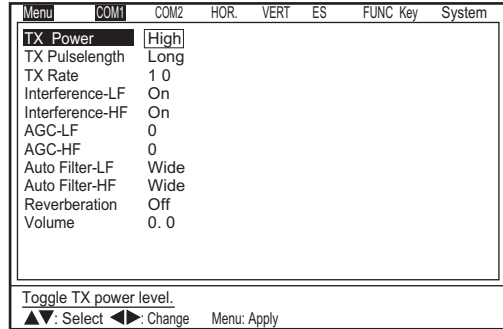 Menu COM1 COM2 HOR. VERT ES FUNC Key System
TX Power High
TX Pulselength Long
TX Rate 1 0
Interference-LF On
Interference-HF On
AGC-LF 0
AGC-HF 0
Auto Filter-LF Wide
Auto Filter-HF Wide
Reverberation Off
Volume 0. 0
Toggle TX power level.
▲▼: Select ◀▶: Change Menu: Apply